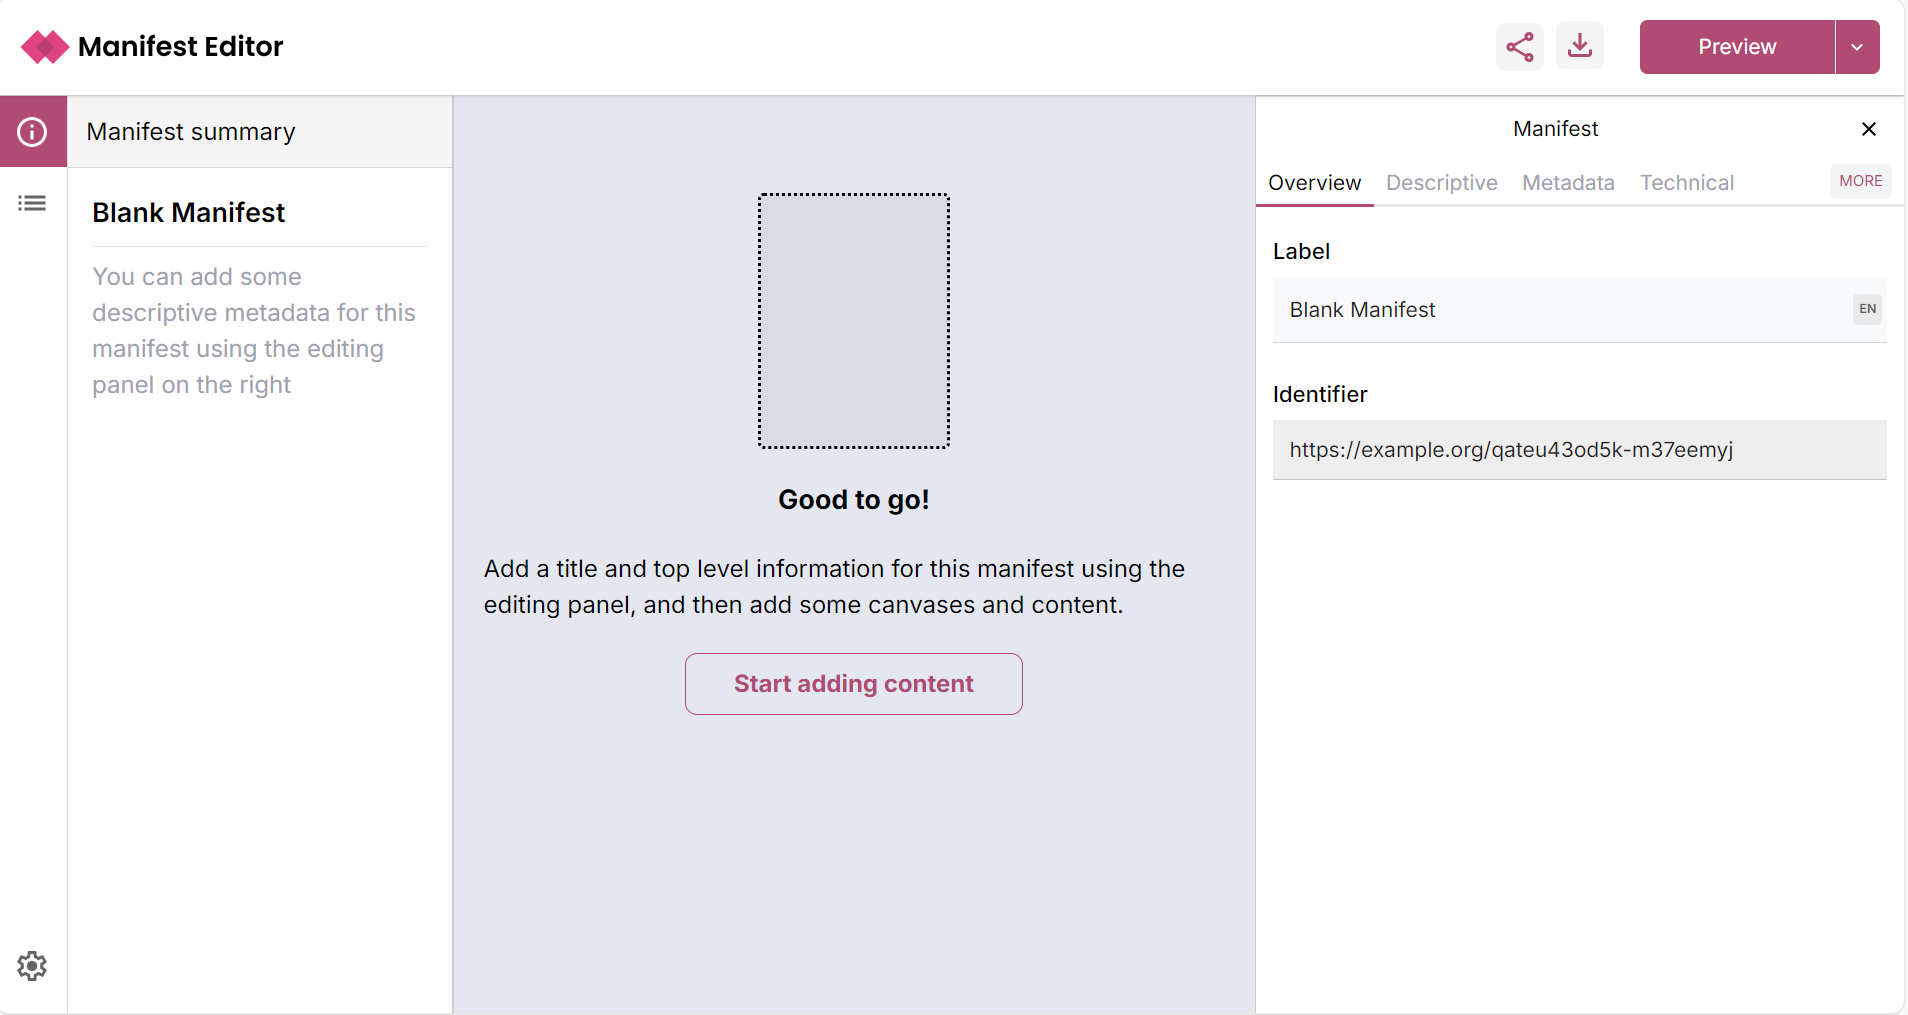 Manifest Editor
Preview
Manifest summary
Blank Manifest
You can add some
descriptive metadata for this
manifest using the editing
panel on the right
Good to go!
Add a title and top level information for this manifest using the
editing panel, and then add some canvases and content.
Start adding content
Manifest
Overview Descriptive Metadata Technical MORE
Label
Blank Manifest EN
Identifier
https://example.org/qateu43od5k-m37eemyj